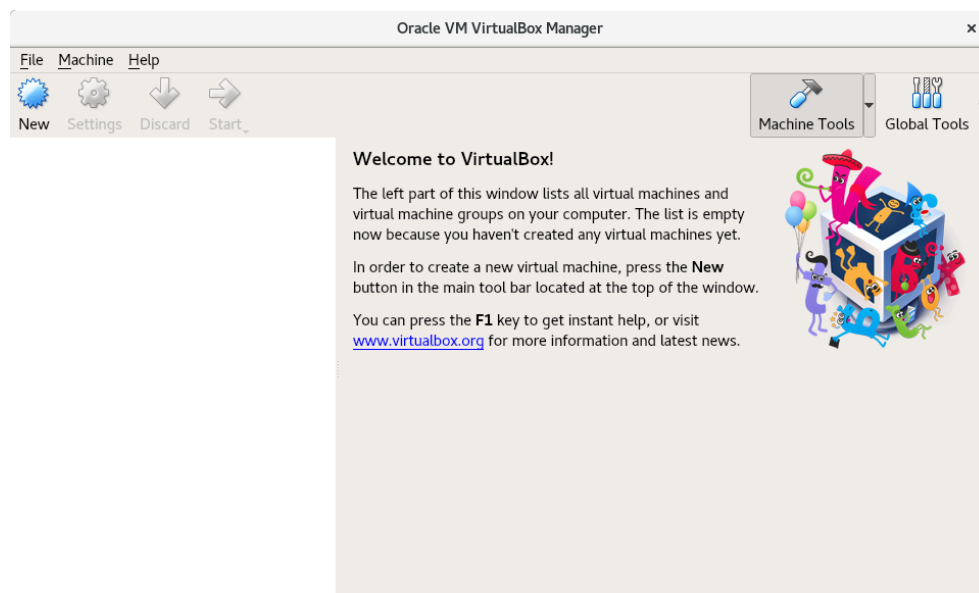 Oracle VM VirtualBox Manager
File Machine Help
New Settings Discard Start Machine Tools Global Tools
Welcome to VirtualBox!
The left part of this window lists all virtual machines and
virtual machine groups on your computer. The list is empty
now because you haven't created any virtual machines yet.
In order to create a new virtual machine, press the New
button in the main tool bar located at the top of the window.
You can press the F1 key to get instant help, or visit
www.virtualbox.org for more information and latest news.